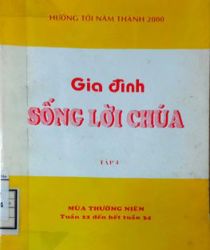 HƯỚNG TỚI NĂM THÁNH 2000
Gia đình
SỐNG LỜI CHÚA
TẬP 4
MÙA THƯỜNG NIÊN
Tuần 22 đến hết tuần 34